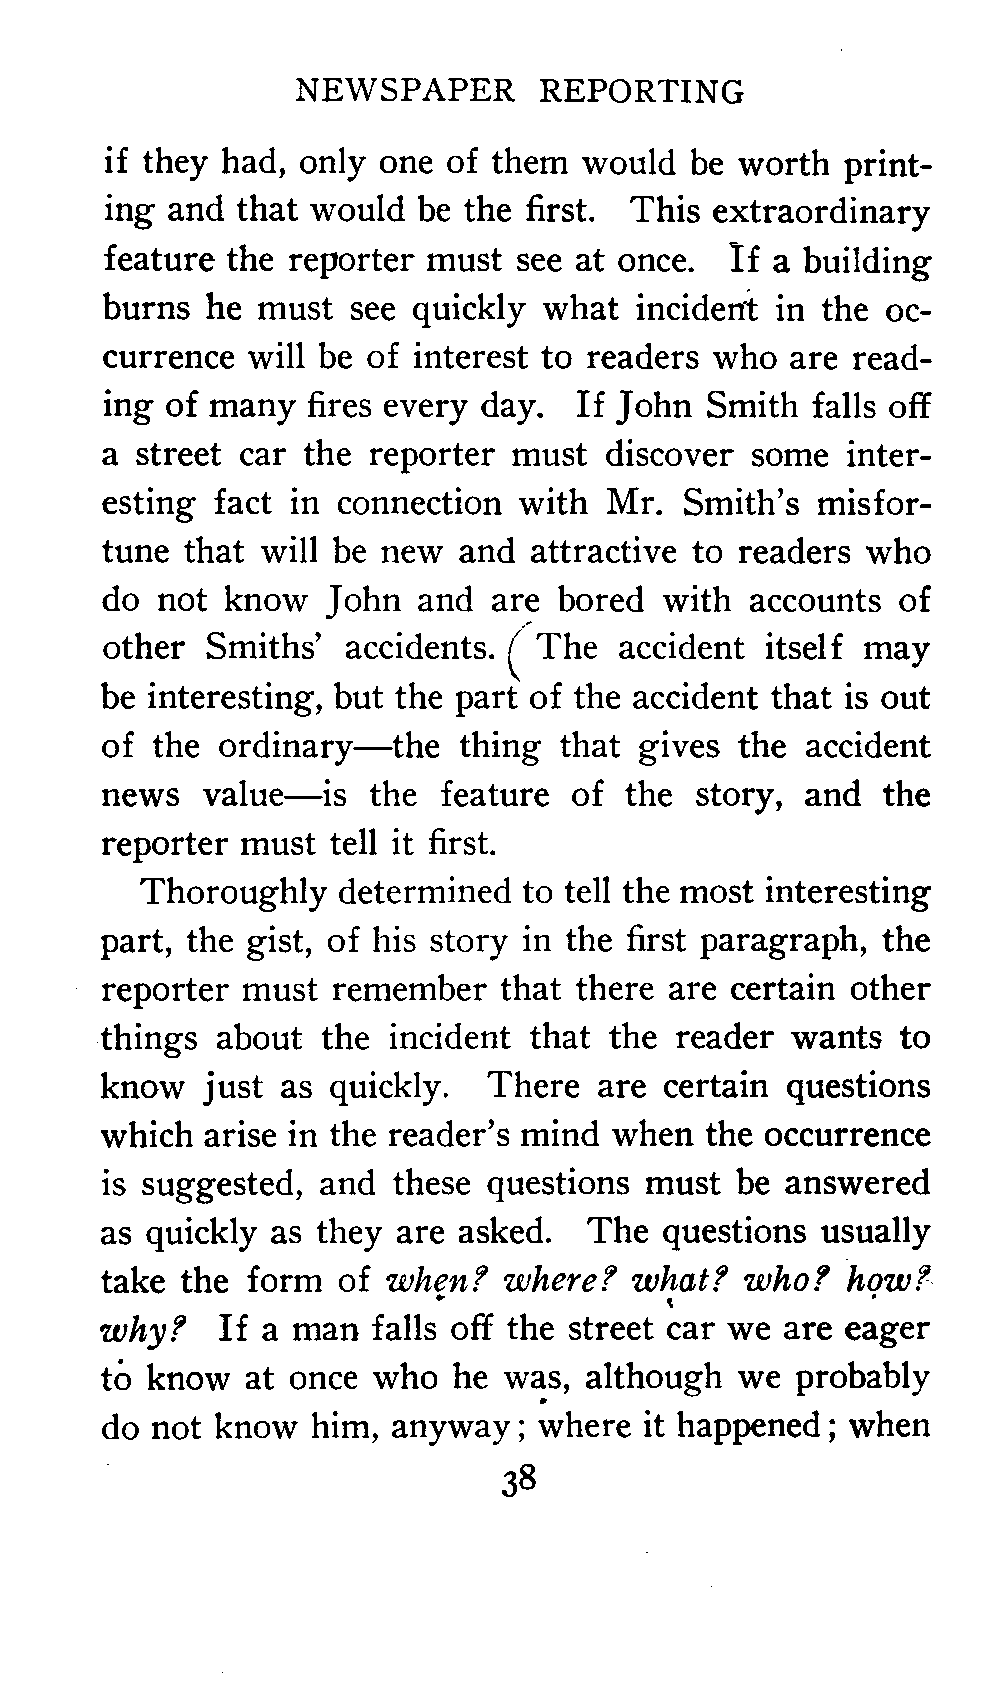 NEWSPAPER REPORTING
if they had, only one of them would be worth print-
ing and that would be the first. This extraordinary
feature the reporter must see at once. If a building
burns he must see quickly what incident in the oc-
currence will be of interest to readers who are read-
ing of many fires every day. If John Smith falls off
a street car the reporter must discover some inter-
esting fact in connection with Mr. Smith's misfor-
tune that will be new and attractive to readers who
do not know John and are bored with accounts of
other Smiths' accidents. (The accident itself may
be interesting, but the part of the accident that is out
of the ordinary—the thing that gives the accident
news value—is the feature of the story, and the
reporter must tell it first.
Thoroughly determined to tell the most interesting
part, the gist, of his story in the first paragraph, the
reporter must remember that there are certain other
things about the incident that the reader wants to
know just as quickly. There are certain questions
which arise in the reader's mind when the occurrence
is suggested, and these questions must be answered
as quickly as they are asked. The questions usually
take the form of when? where? what? who? how?
why? If a man falls off the street car we are eager
to know at once who he was, although we probably
do not know him, anyway; where it happened; when
38